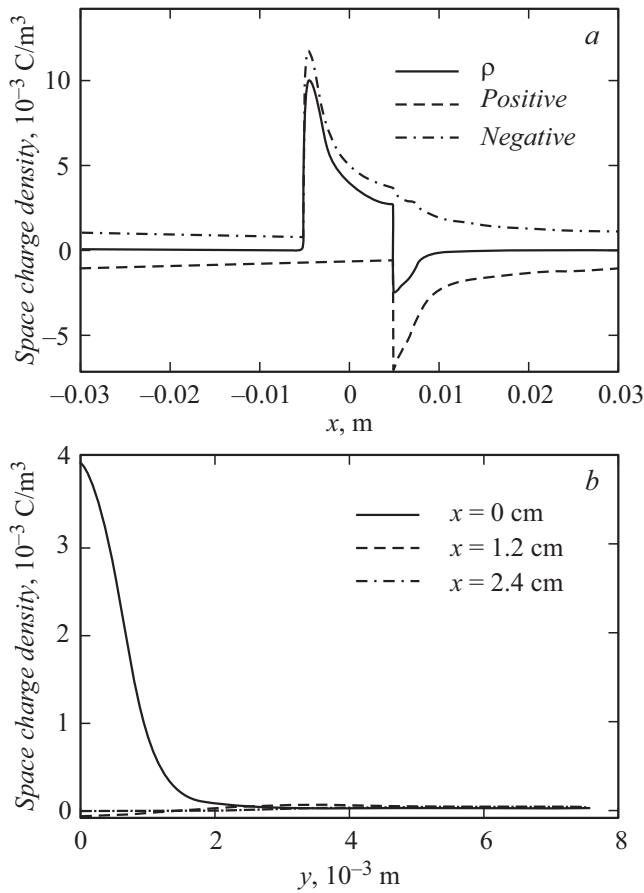 a
Space charge density, 10⁻³ C/m³
10
5
0
−5
ρ
Positive
Negative
−0.03
−0.02
−0.01
0
0.01
0.02
0.03
x, m
b
Space charge density, 10⁻³ C/m³
4
3
2
1
0
x = 0 cm
x = 1.2 cm
x = 2.4 cm
0
2
4
6
8
y, 10⁻³ m